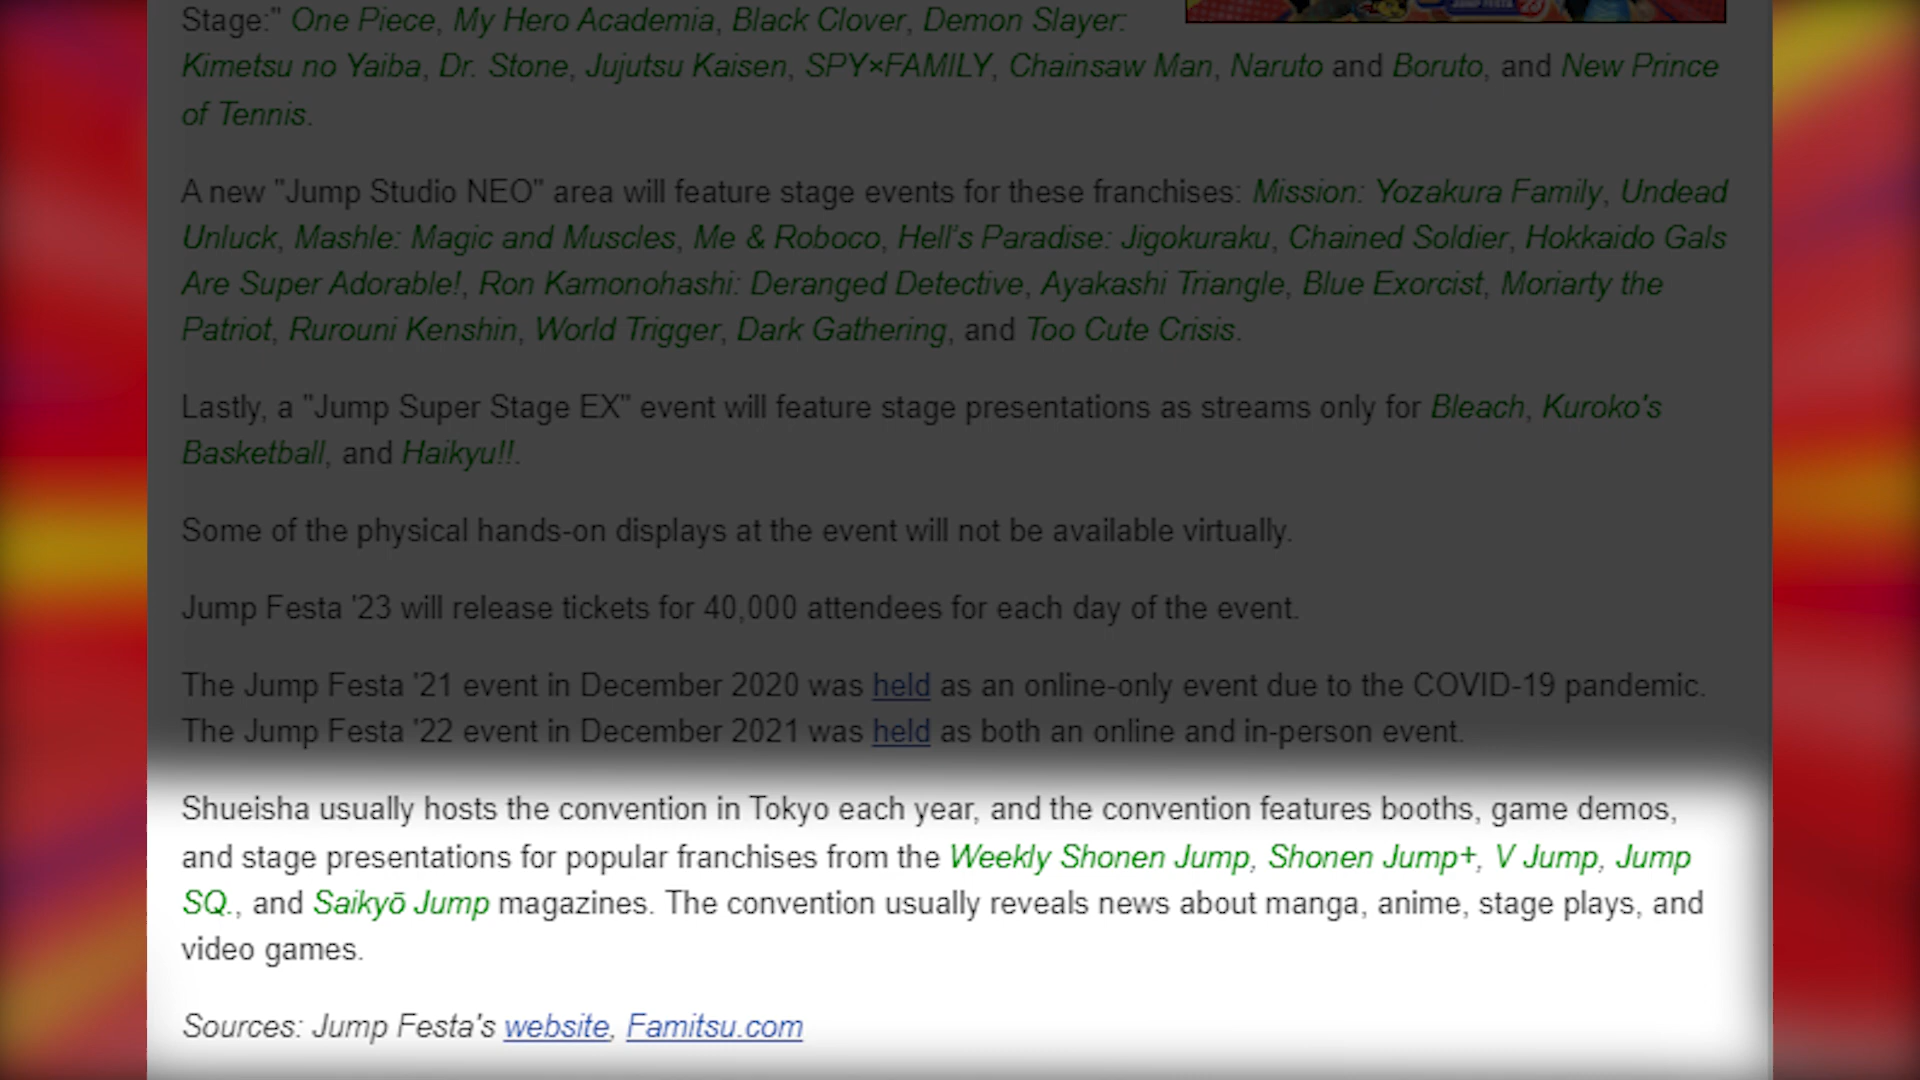 Stage:" One Piece, My Hero Academia, Black Clover, Demon Slayer:
Kimetsu no Yaiba, Dr. Stone, Jujutsu Kaisen, SPY×FAMILY, Chainsaw Man, Naruto and Boruto, and New Prince
of Tennis.
A new "Jump Studio NEO" area will feature stage events for these franchises: Mission: Yozakura Family, Undead
Unluck, Mashle: Magic and Muscles, Me & Roboco, Hell's Paradise: Jigokuraku, Chained Soldier, Hokkaido Gals
Are Super Adorable!, Ron Kamonohashi: Deranged Detective, Ayakashi Triangle, Blue Exorcist, Moriarty the
Patriot, Rurouni Kenshin, World Trigger, Dark Gathering, and Too Cute Crisis.
Lastly, a "Jump Super Stage EX" event will feature stage presentations as streams only for Bleach, Kuroko's
Basketball, and Haikyu!!.
Some of the physical hands-on displays at the event will not be available virtually.
Jump Festa '23 will release tickets for 40,000 attendees for each day of the event.
The Jump Festa '21 event in December 2020 was held as an online-only event due to the COVID-19 pandemic.
The Jump Festa '22 event in December 2021 was held as both an online and in-person event.
Shueisha usually hosts the convention in Tokyo each year, and the convention features booths, game demos,
and stage presentations for popular franchises from the Weekly Shonen Jump, Shonen Jump+, V Jump, Jump
SQ., and Saikyō Jump magazines. The convention usually reveals news about manga, anime, stage plays, and
video games.
Sources: Jump Festa's website, Famitsu.com